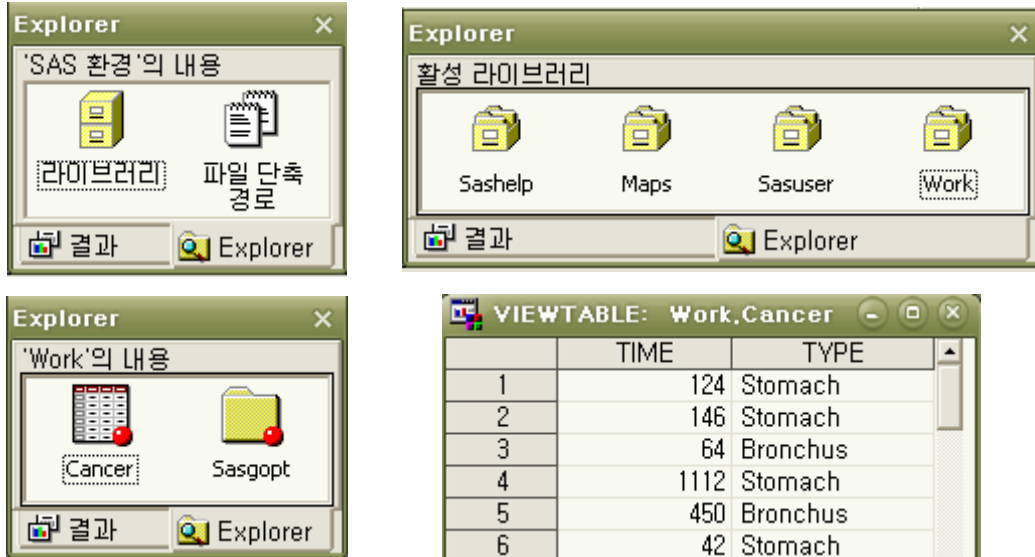 Explorer
'SAS 환경'의 내용
라이브러리
파일 단축
경로
결과 Explorer
Explorer
활성 라이브러리
Sashelp Maps Sasuser Work
결과 Explorer
Explorer
'Work'의 내용
Cancer Sasgopt
결과 Explorer
VIEWTABLE: Work.Cancer
TIME TYPE
1 124 Stomach
2 146 Stomach
3 64 Bronchus
4 1112 Stomach
5 450 Bronchus
6 42 Stomach